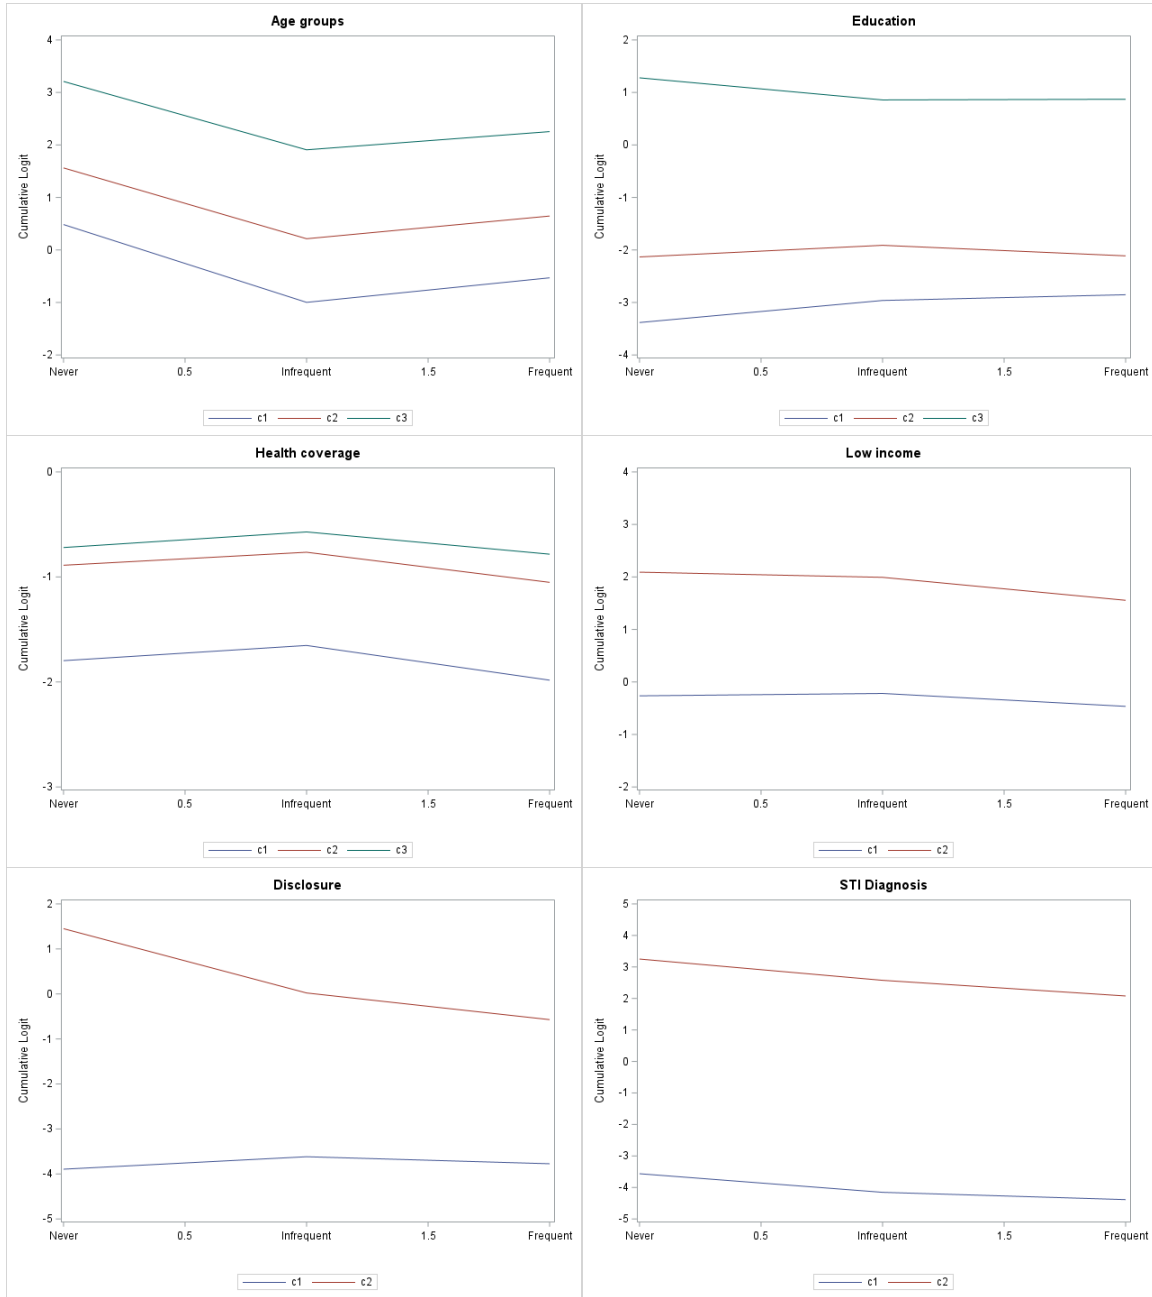 Age groups
Cumulative Logit
4
3
2
1
0
-1
-2
Never 0.5 Infrequent 1.5 Frequent
c1 c2 c3
Education
Cumulative Logit
2
1
0
-1
-2
-3
-4
Never 0.5 Infrequent 1.5 Frequent
c1 c2 c3
Health coverage
Cumulative Logit
0
-1
-2
-3
Never 0.5 Infrequent 1.5 Frequent
c1 c2 c3
Low income
Cumulative Logit
4
3
2
1
0
-1
-2
Never 0.5 Infrequent 1.5 Frequent
c1 c2
Disclosure
Cumulative Logit
2
1
0
-1
-2
-3
-4
-5
Never 0.5 Infrequent 1.5 Frequent
c1 c2
STI Diagnosis
Cumulative Logit
5
4
3
2
1
0
-1
-2
-3
-4
-5
Never 0.5 Infrequent 1.5 Frequent
c1 c2